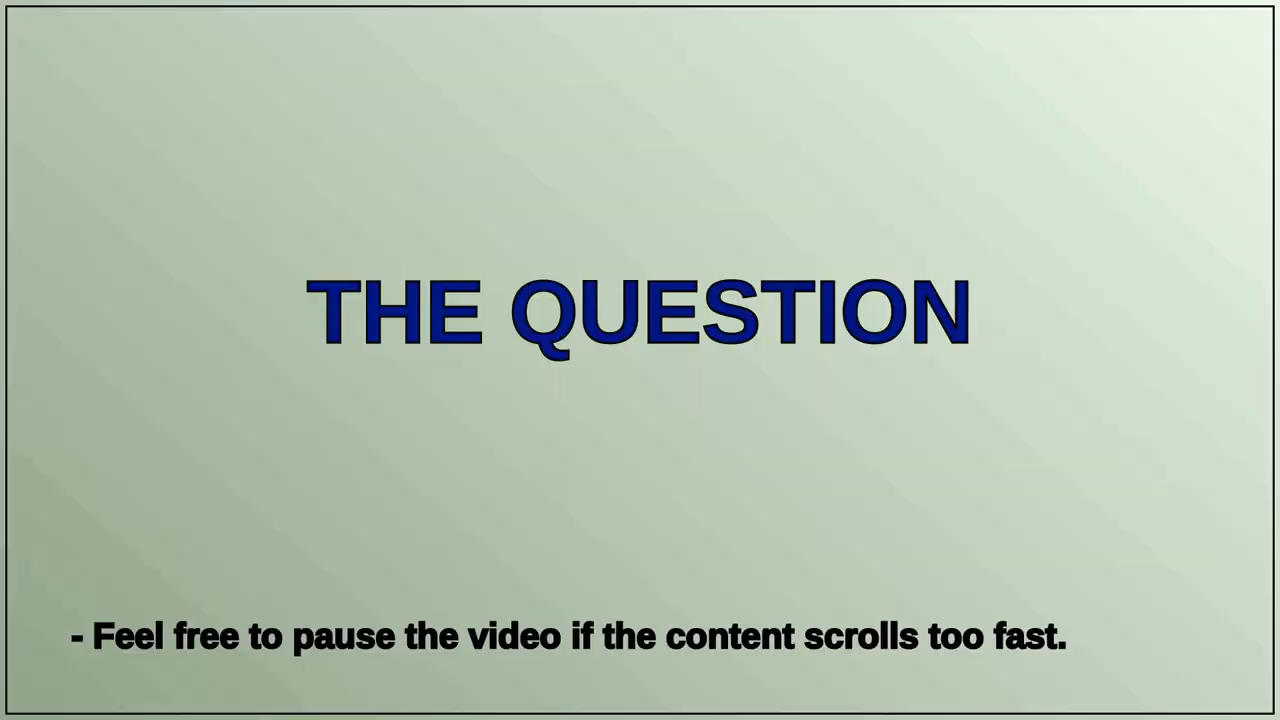 THE QUESTION
- Feel free to pause the video if the content scrolls too fast.